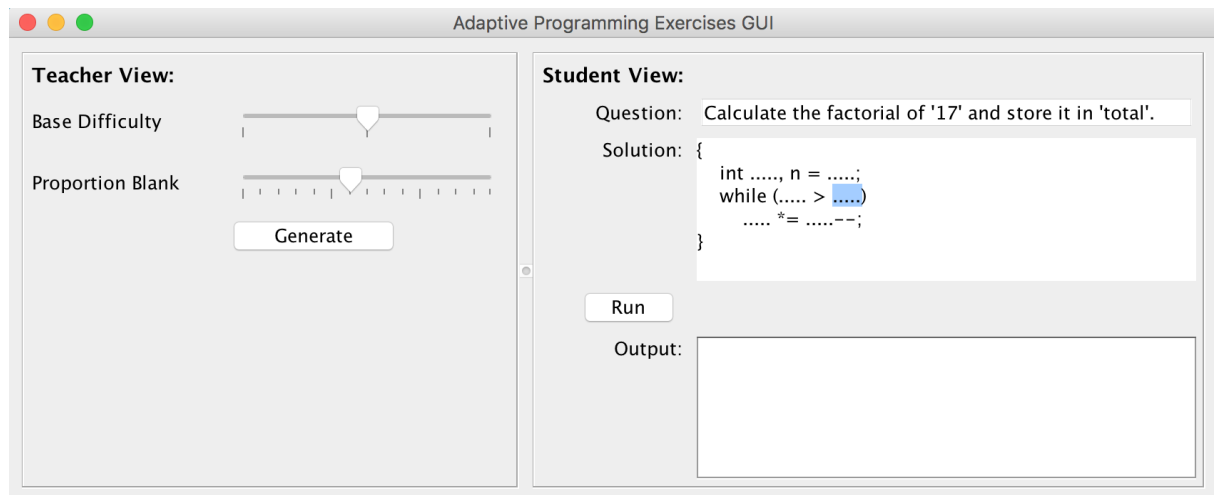 Adaptive Programming Exercises GUI
Teacher View:
Base Difficulty
Proportion Blank
Generate
Student View:
Question: Calculate the factorial of '17' and store it in 'total'.
Solution: {
int ....., n = .....;
while (..... > .....)
..... *= .....--;
}
Run
Output: